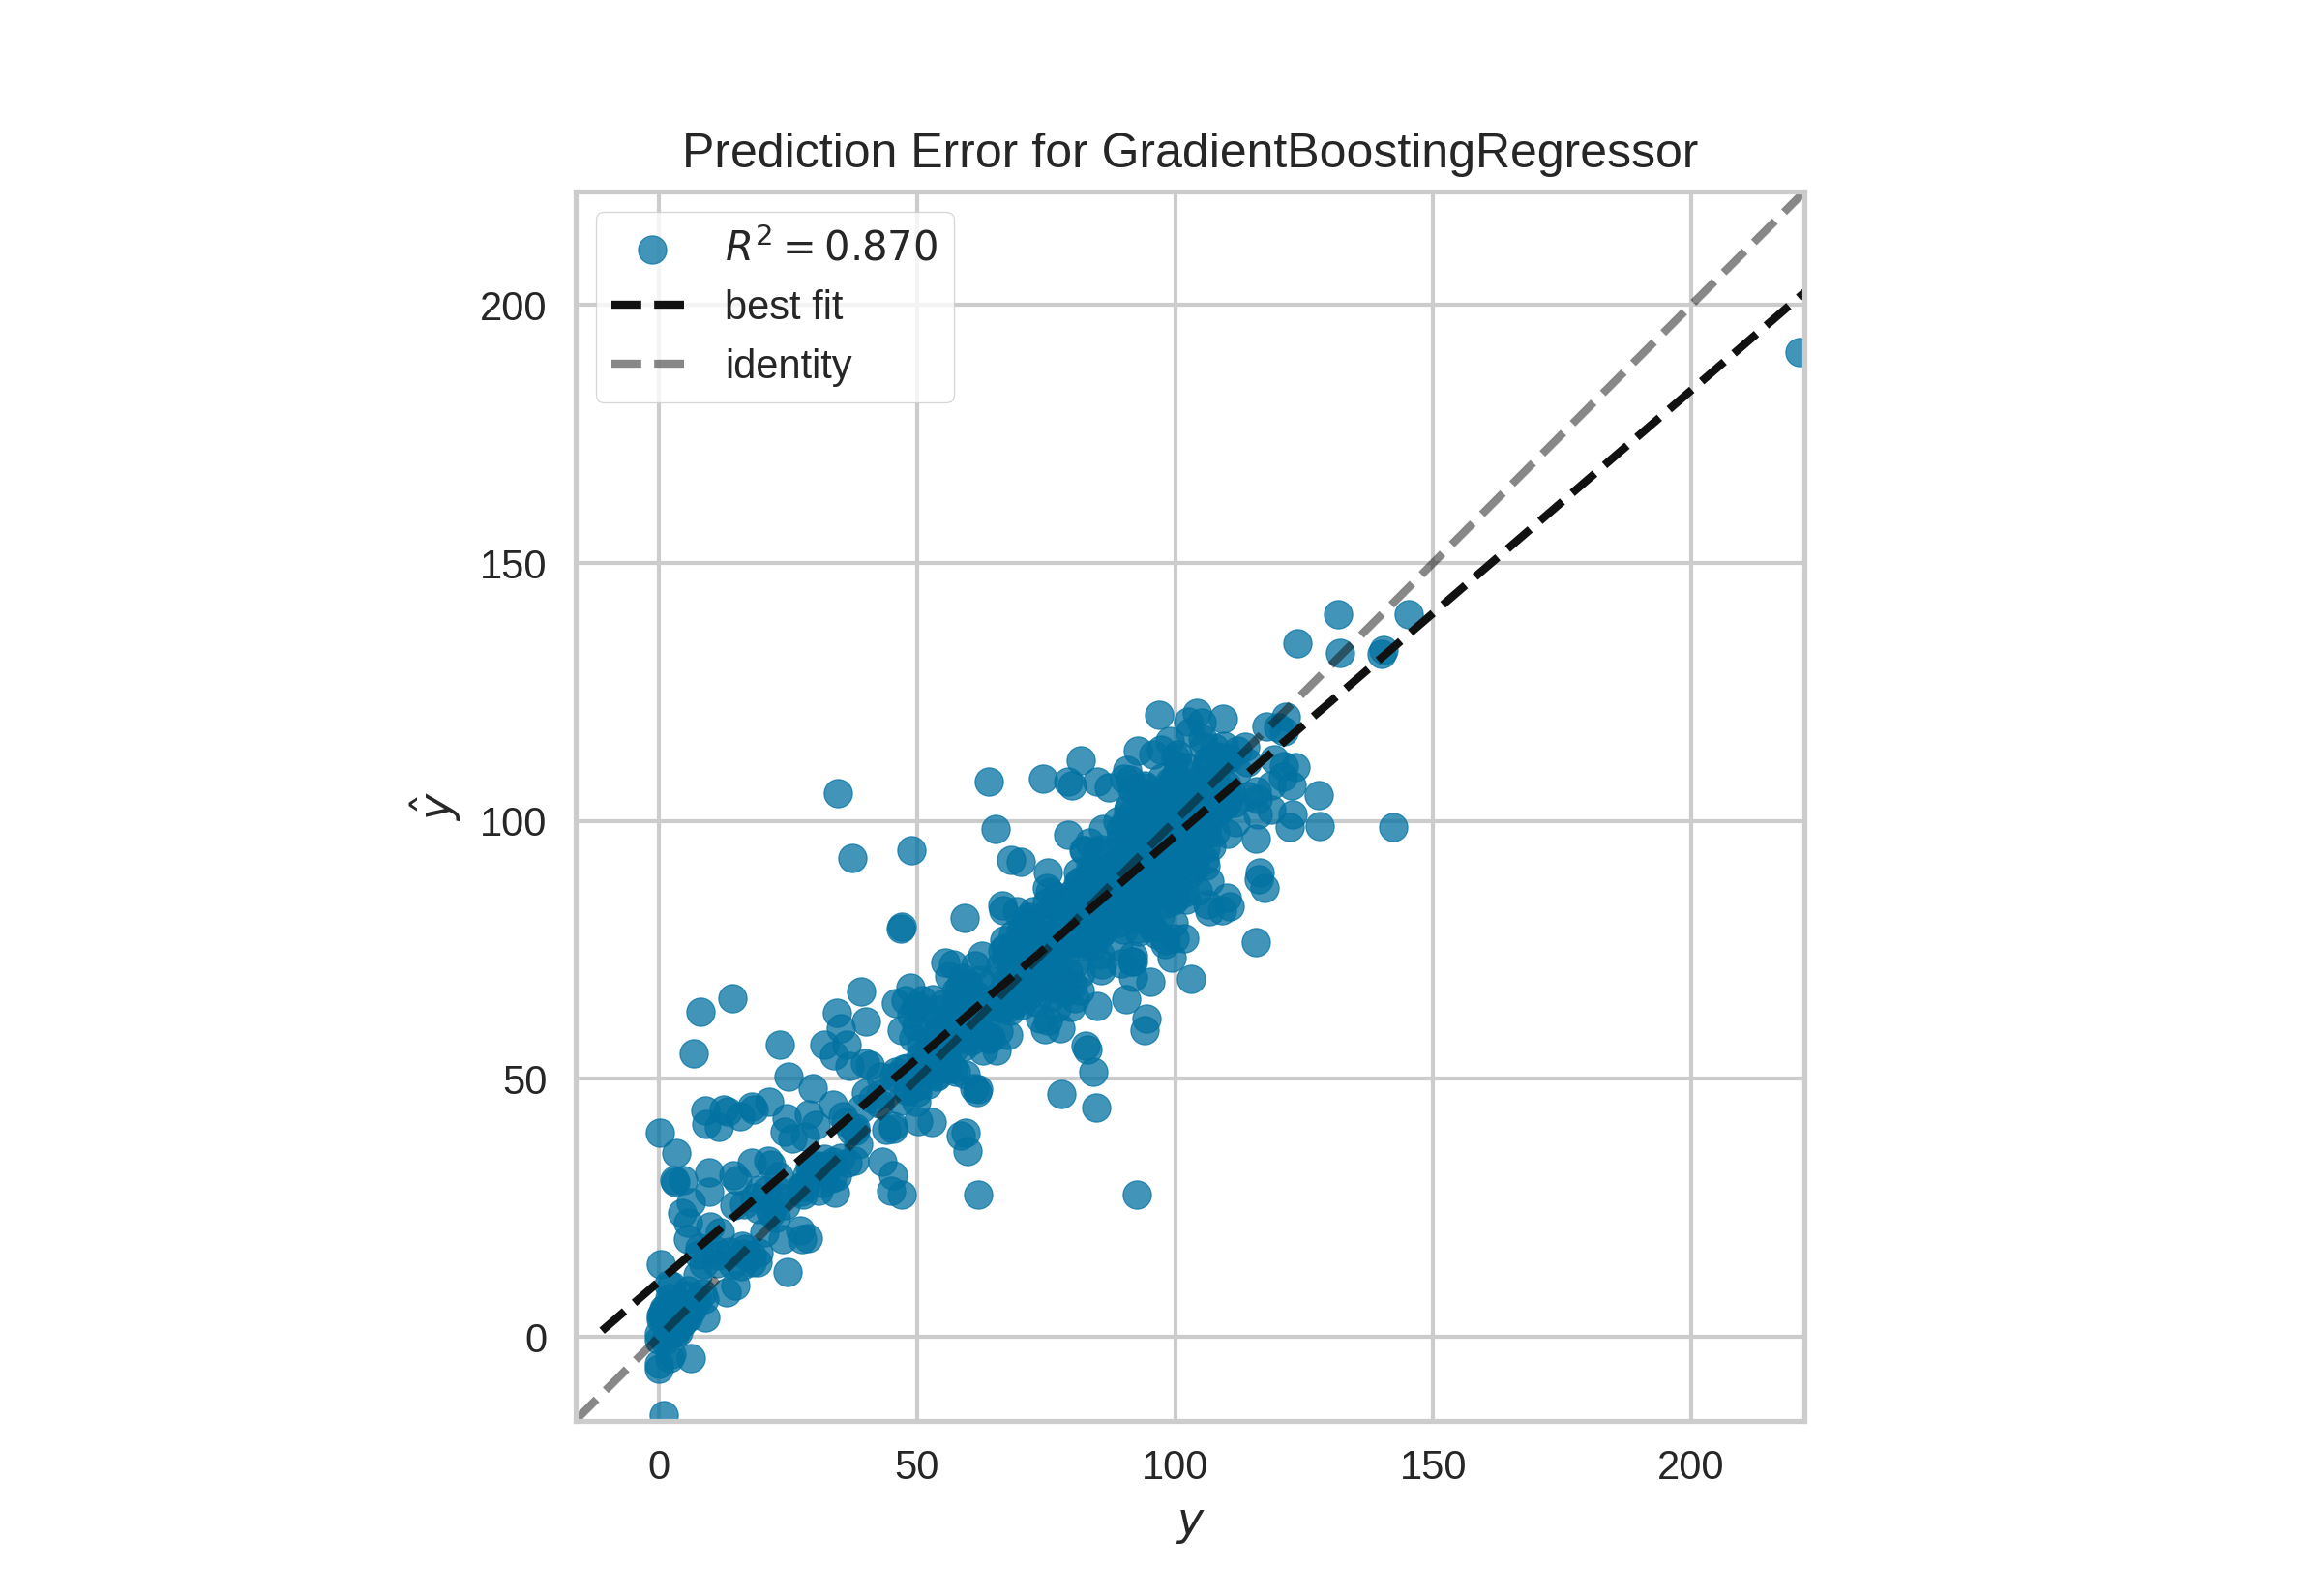 Prediction Error for GradientBoostingRegressor
R² = 0.870
best fit
identity
200
150
100
50
0
ŷ
0 50 100 150 200
y